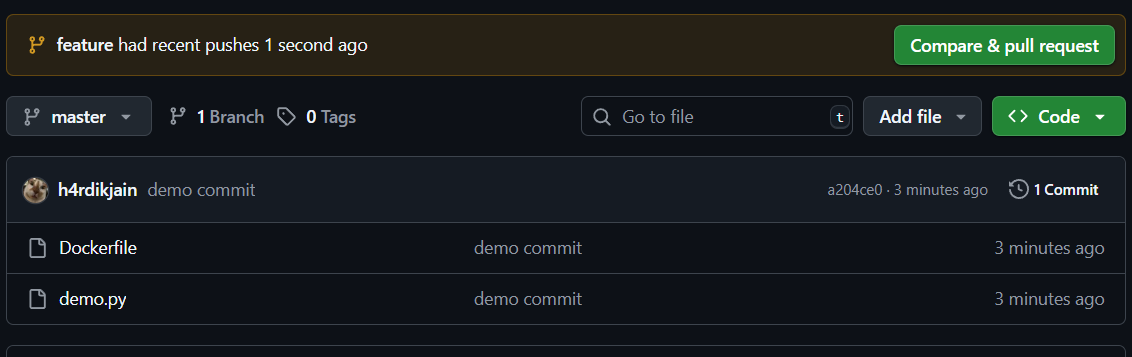 feature had recent pushes 1 second ago
Compare & pull request
master
1 Branch
0 Tags
Go to file
t
Add file
Code
h4rdikjain demo commit
a204ce0 · 3 minutes ago
1 Commit
Dockerfile
demo commit
3 minutes ago
demo.py
demo commit
3 minutes ago